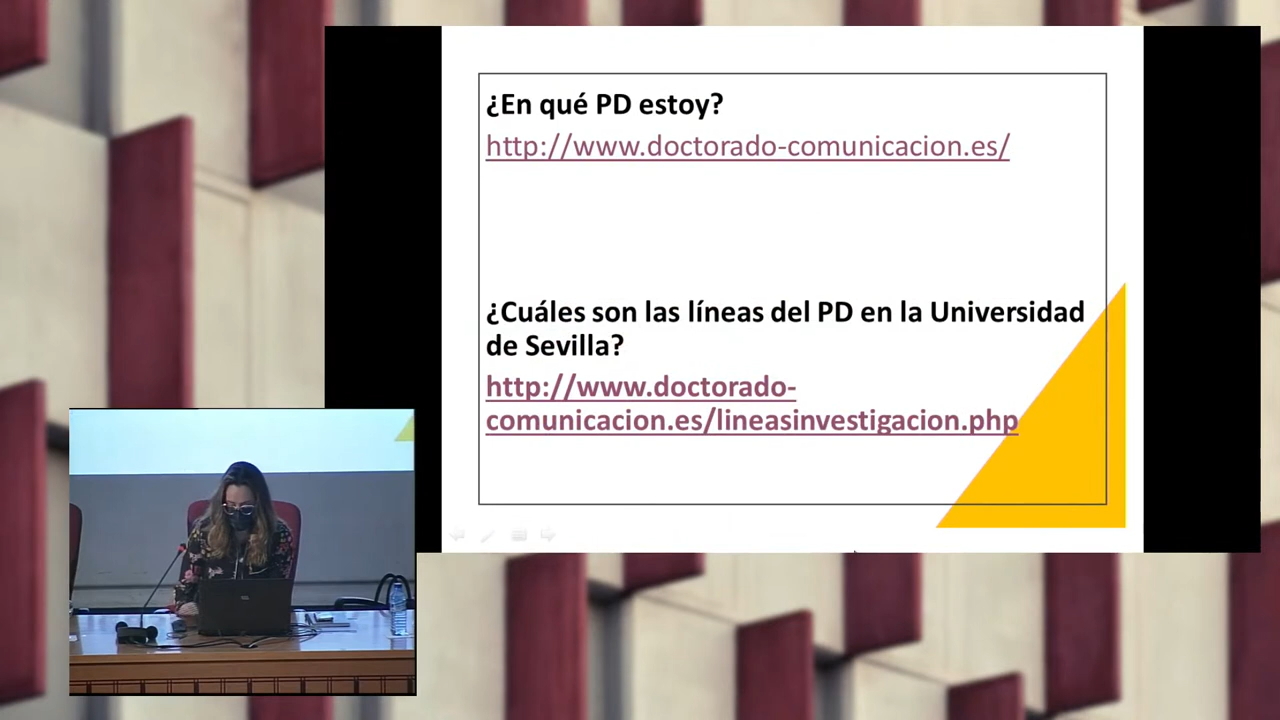 ¿En qué PD estoy?
http://www.doctorado-comunicacion.es/
¿Cuáles son las líneas del PD en la Universidad
de Sevilla?
http://www.doctorado-
comunicacion.es/lineasinvestigacion.php